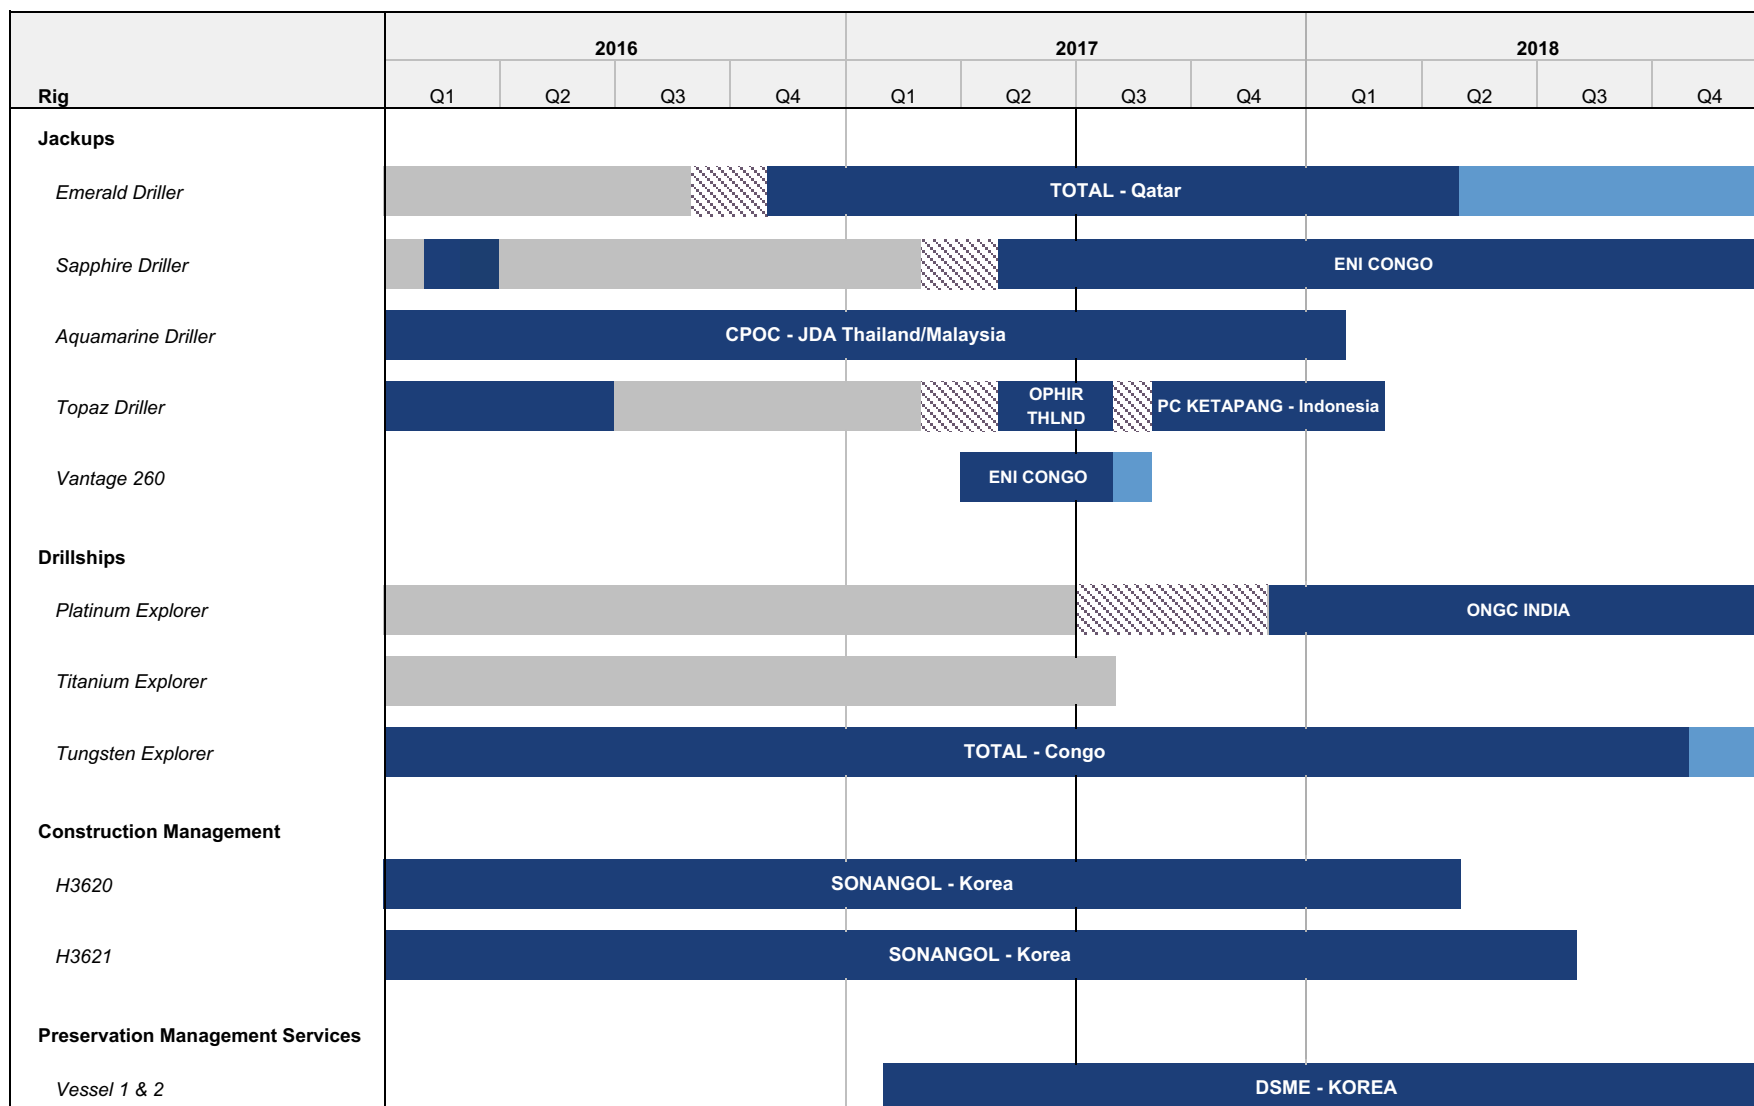 2016 2017 2018
Rig Q1 Q2 Q3 Q4 Q1 Q2 Q3 Q4 Q1 Q2 Q3 Q4
Jackups
Emerald Driller TOTAL - Qatar
Sapphire Driller ENI CONGO
Aquamarine Driller CPOC - JDA Thailand/Malaysia
Topaz Driller OPHIR THLND PC KETAPANG - Indonesia
Vantage 260 ENI CONGO
Drillships
Platinum Explorer ONGC INDIA
Titanium Explorer
Tungsten Explorer TOTAL - Congo
Construction Management
H3620 SONANGOL - Korea
H3621 SONANGOL - Korea
Preservation Management Services
Vessel 1 & 2 DSME - KOREA